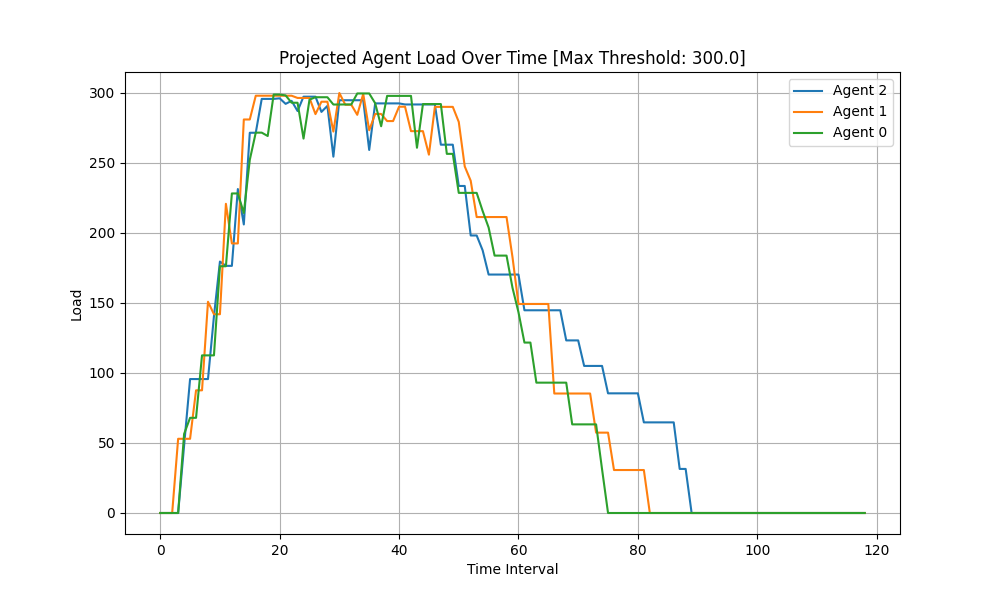 Projected Agent Load Over Time [Max Threshold: 300.0]
Agent 2
Agent 1
Agent 0
Load
300
250
200
150
100
50
0
0 20 40 60 80 100 120
Time Interval